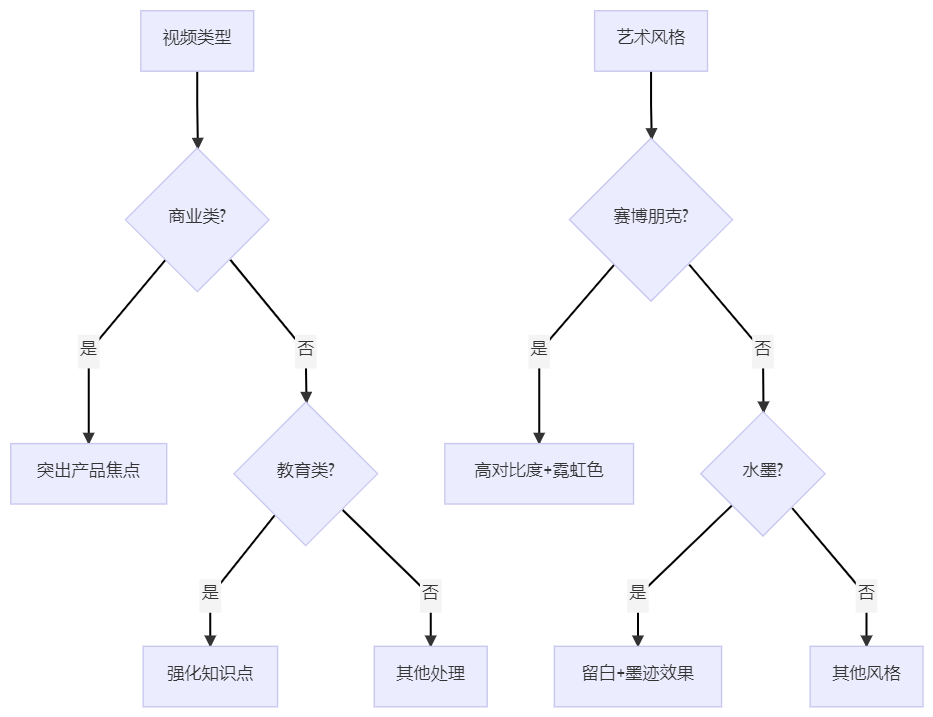 视频类型
艺术风格
商业类?
赛博朋克?
是
否
是
否
突出产品焦点
教育类?
高对比度+霓虹色
水墨?
是
否
是
否
强化知识点
其他处理
留白+墨迹效果
其他风格